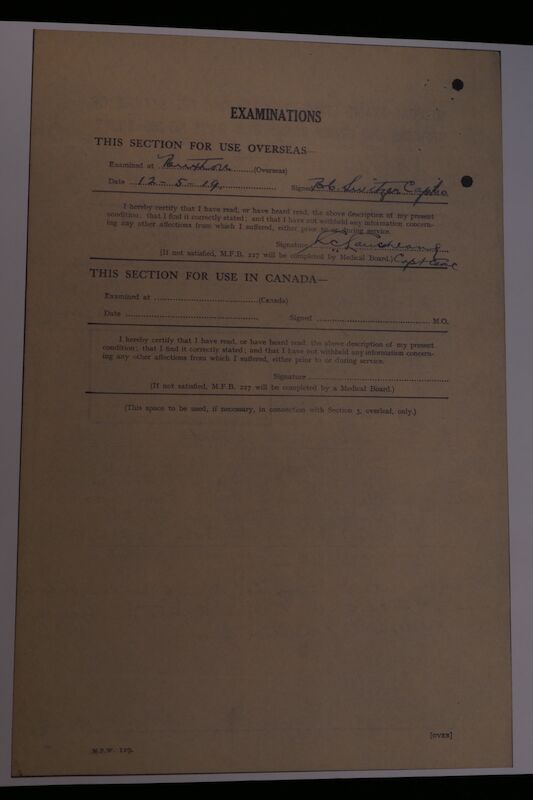 EXAMINATIONS
THIS SECTION FOR USE OVERSEAS—
Examined at Buxton (Overseas)
Date 12-5-19. Signed Switzer Capt
I hereby certify that I have read, or have heard read, the above description of my present
condition; that I find it correctly stated; and that I have not withheld any information concern-
ing any other affections from which I suffered, either prior to or during service.
Signature
(If not satisfied, M.F.B. 227 will be completed by Medical Board.) Capt
THIS SECTION FOR USE IN CANADA—
Examined at (Canada)
Date Signed M.O.
I hereby certify that I have read, or have heard read, the above description of my present
condition; that I find it correctly stated; and that I have not withheld any information concern-
ing any other affections from which I suffered, either prior to or during service.
Signature
(If not satisfied, M.F.B. 227 will be completed by a Medical Board.)
(This space to be used, if necessary, in connection with Section 5, overleaf, only.)
[OVER]
M.F.W. 129.